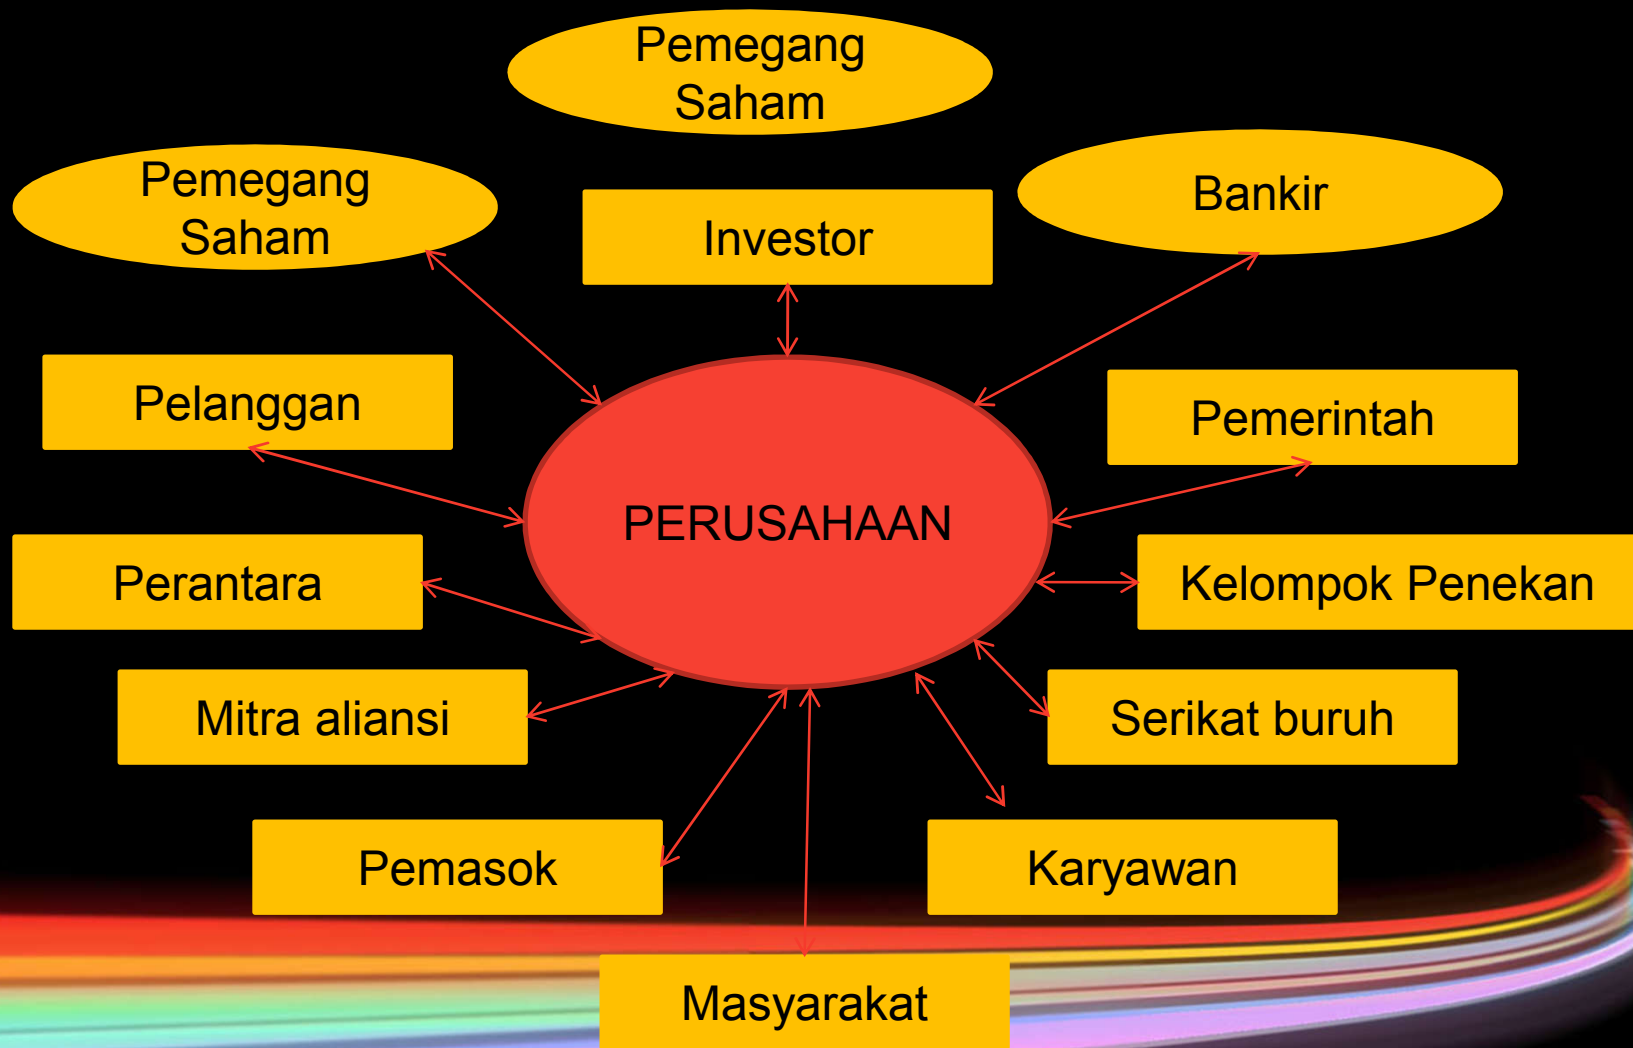 Pemegang
Saham
Pemegang
Saham
Bankir
Investor
Pelanggan
Pemerintah
PERUSAHAAN
Perantara
Kelompok Penekan
Mitra aliansi
Serikat buruh
Pemasok
Karyawan
Masyarakat